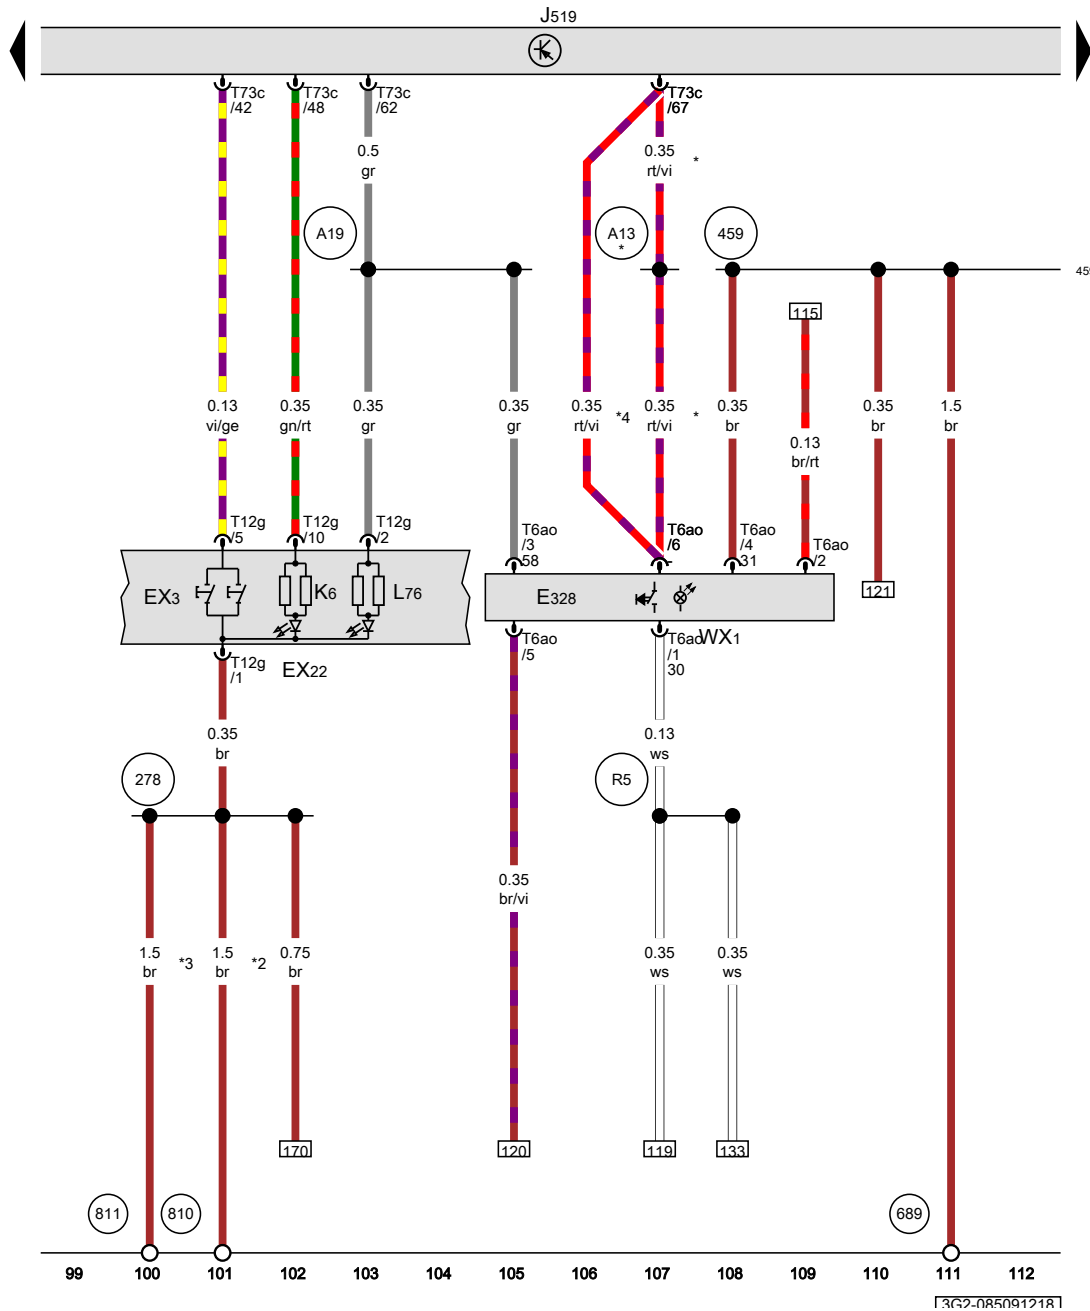 J519
T73c
/42
T73c
/48
T73c
/62
T73c
/67
0.5
gr
0.35
rt/vi
*
A19
A13
*
459
115
0.13
vi/ge
0.35
gn/rt
0.35
gr
0.35
gr
0.35
rt/vi
*4
0.35
rt/vi
*
0.35
br
0.13
br/rt
0.35
br
1.5
br
T12g
/5
T12g
/10
T12g
/2
T6ao
/3
58
T6ao
/6
T6ao
/4
31
T6ao
/2
121
EX3
K6
L76
E328
T12g
/1
EX22
T6ao
/5
T6ao
/1
30
WX1
0.35
br
0.13
ws
278
R5
0.35
br/vi
1.5
br
*3
1.5
br
*2
0.75
br
0.35
ws
0.35
ws
170
120
119
133
811
810
689
99 100 101 102 103 104 105 106 107 108 109 110 111 112
3G2-085091218